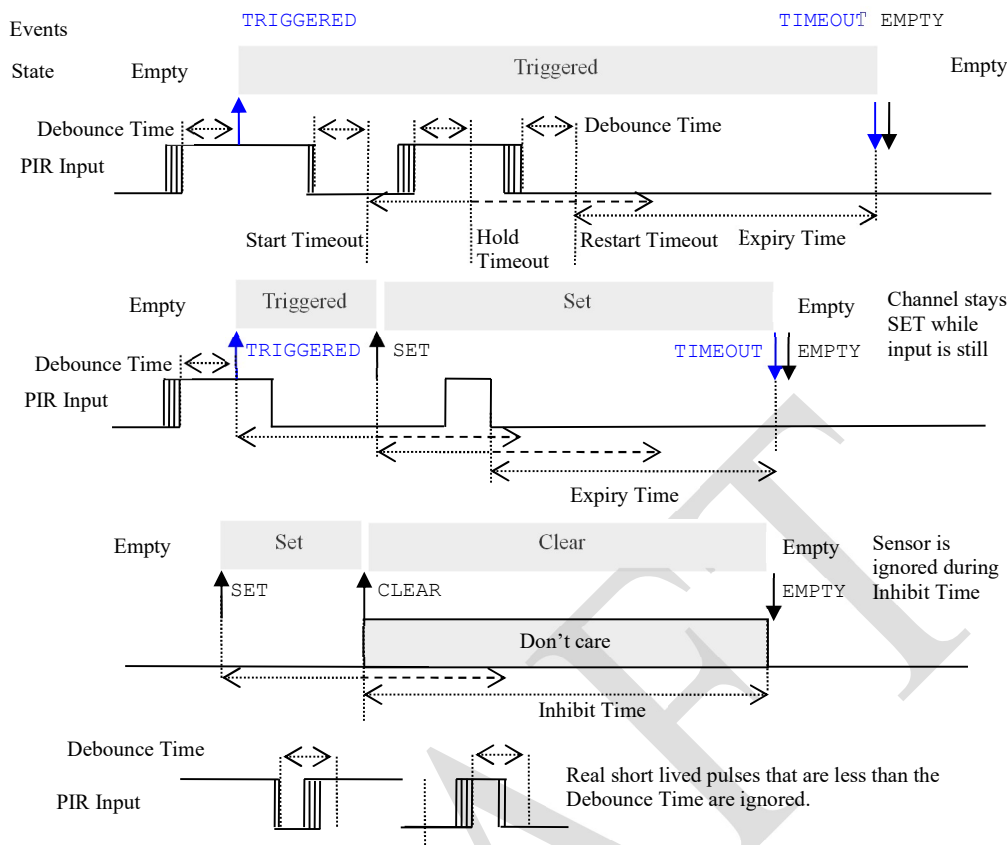 Events
TRIGGERED
TIMEOUT EMPTY
State
Empty
Triggered
Empty
Debounce Time
Debounce Time
PIR Input
Start Timeout
Hold
Timeout
Restart Timeout
Expiry Time
Empty
Triggered
Set
Empty
Channel stays
SET while
input is still
TRIGGERED
SET
TIMEOUT
EMPTY
Debounce Time
PIR Input
Expiry Time
Empty
Set
Clear
Empty
Sensor is
ignored during
Inhibit Time
SET
CLEAR
EMPTY
Don't care
Inhibit Time
Debounce Time
PIR Input
Real short lived pulses that are less than the
Debounce Time are ignored.